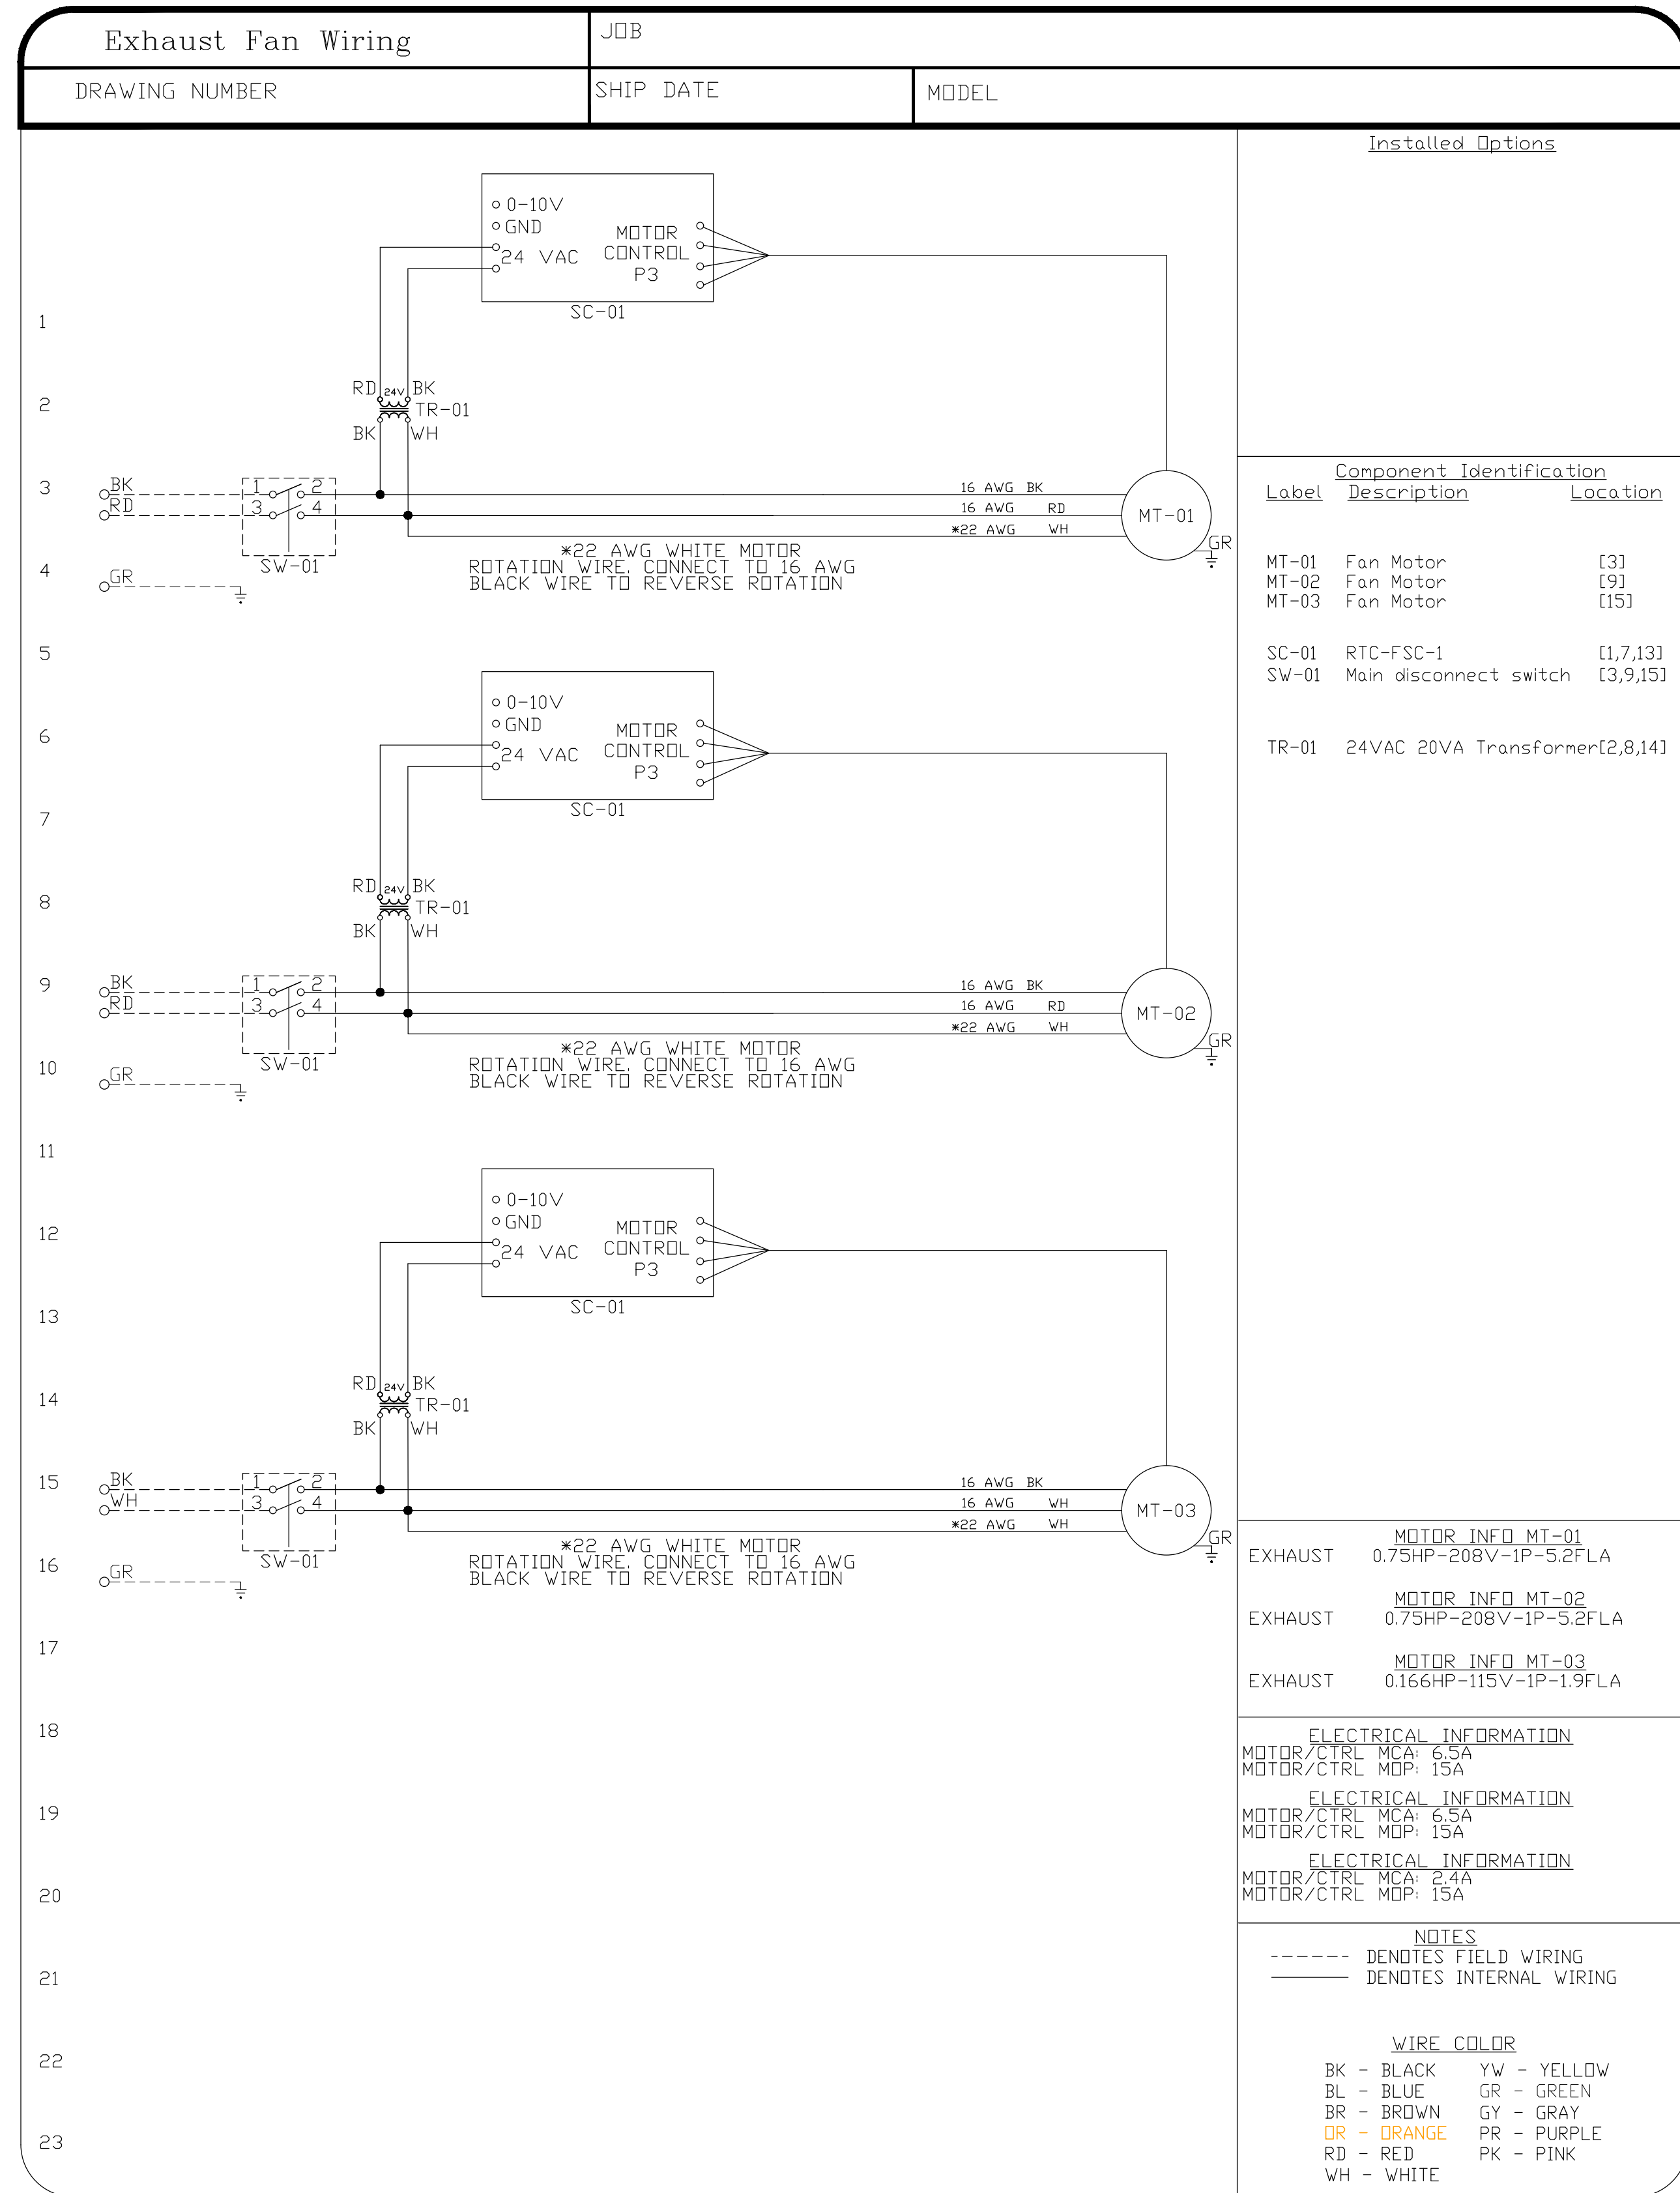 Exhaust Fan Wiring
JOB
DRAWING NUMBER
SHIP DATE
MODEL
0-10V
GND
24 VAC
MOTOR
CONTROL
P3
SC-01
1
RD 24V BK
2
TR-01
BK WH
3
BK
RD
1 2
3 4
16 AWG BK
16 AWG RD
*22 AWG WH
MT-01
GR
SW-01
*22 AWG WHITE MOTOR
ROTATION WIRE. CONNECT TO 16 AWG
BLACK WIRE TO REVERSE ROTATION
4
GR
5
0-10V
GND
24 VAC
MOTOR
CONTROL
P3
6
SC-01
7
RD 24V BK
8
TR-01
BK WH
9
BK
RD
1 2
3 4
16 AWG BK
16 AWG RD
*22 AWG WH
MT-02
GR
SW-01
*22 AWG WHITE MOTOR
ROTATION WIRE. CONNECT TO 16 AWG
BLACK WIRE TO REVERSE ROTATION
10
GR
11
0-10V
GND
24 VAC
MOTOR
CONTROL
P3
12
SC-01
13
RD 24V BK
14
TR-01
BK WH
15
BK
WH
1 2
3 4
16 AWG BK
16 AWG WH
*22 AWG WH
MT-03
GR
SW-01
*22 AWG WHITE MOTOR
ROTATION WIRE. CONNECT TO 16 AWG
BLACK WIRE TO REVERSE ROTATION
16
GR
17
18
19
20
21
22
23
Installed Options
Component Identification
Label Description Location
MT-01 Fan Motor [3]
MT-02 Fan Motor [9]
MT-03 Fan Motor [15]
SC-01 RTC-FSC-1 [1,7,13]
SW-01 Main disconnect switch [3,9,15]
TR-01 24VAC 20VA Transformer[2,8,14]
MOTOR INFO MT-01
EXHAUST 0.75HP-208V-1P-5.2FLA
MOTOR INFO MT-02
EXHAUST 0.75HP-208V-1P-5.2FLA
MOTOR INFO MT-03
EXHAUST 0.166HP-115V-1P-1.9FLA
ELECTRICAL INFORMATION
MOTOR/CTRL MCA: 6.5A
MOTOR/CTRL MOP: 15A
ELECTRICAL INFORMATION
MOTOR/CTRL MCA: 6.5A
MOTOR/CTRL MOP: 15A
ELECTRICAL INFORMATION
MOTOR/CTRL MCA: 2.4A
MOTOR/CTRL MOP: 15A
NOTES
DENOTES FIELD WIRING
DENOTES INTERNAL WIRING
WIRE COLOR
BK - BLACK YW - YELLOW
BL - BLUE GR - GREEN
BR - BROWN GY - GRAY
OR - ORANGE PR - PURPLE
RD - RED PK - PINK
WH - WHITE